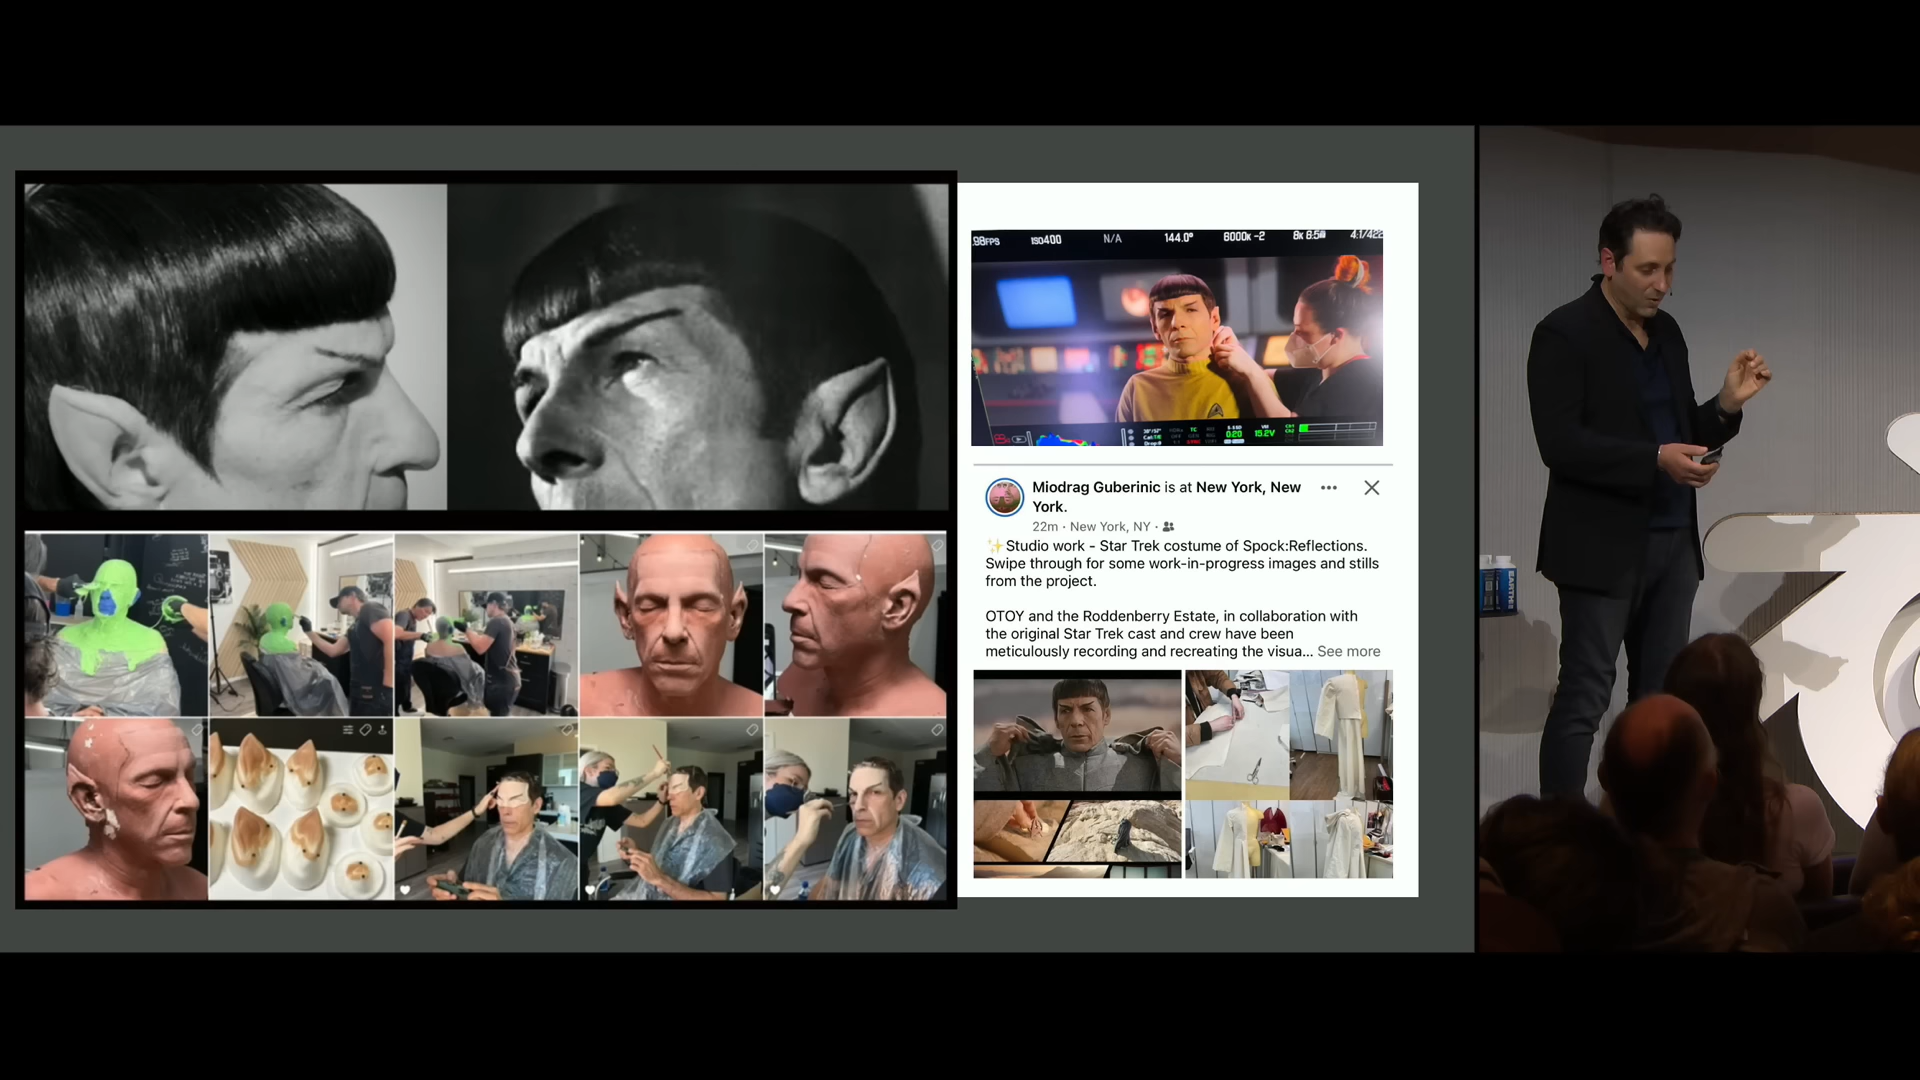 .98FPS ISO400 N/A 144.0° 6000K -2 8K 8:5
Miodrag Guberinic is at New York, New
York.
22m · New York, NY ·
✨Studio work - Star Trek costume of Spock:Reflections.
Swipe through for some work-in-progress images and stills
from the project.
OTOY and the Roddenberry Estate, in collaboration with
the original Star Trek cast and crew have been
meticulously recording and recreating the visua... See more
EARTH